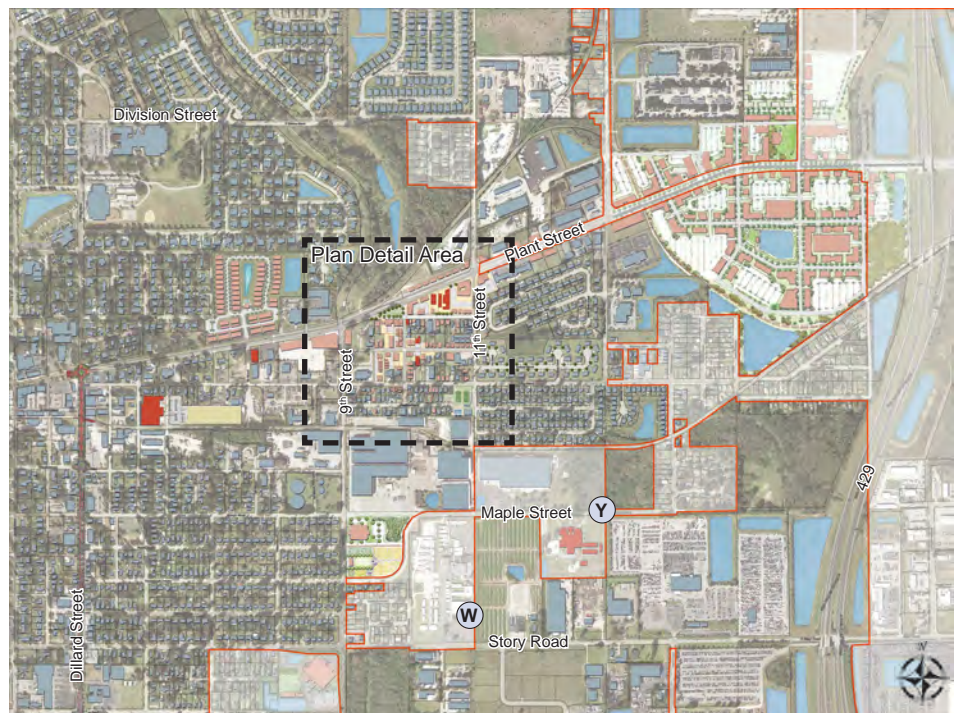 Division Street
Plan Detail Area
Plant Street
11th Street
9th Street
429
Maple Street
Y
W
Story Road
Dillard Street
N